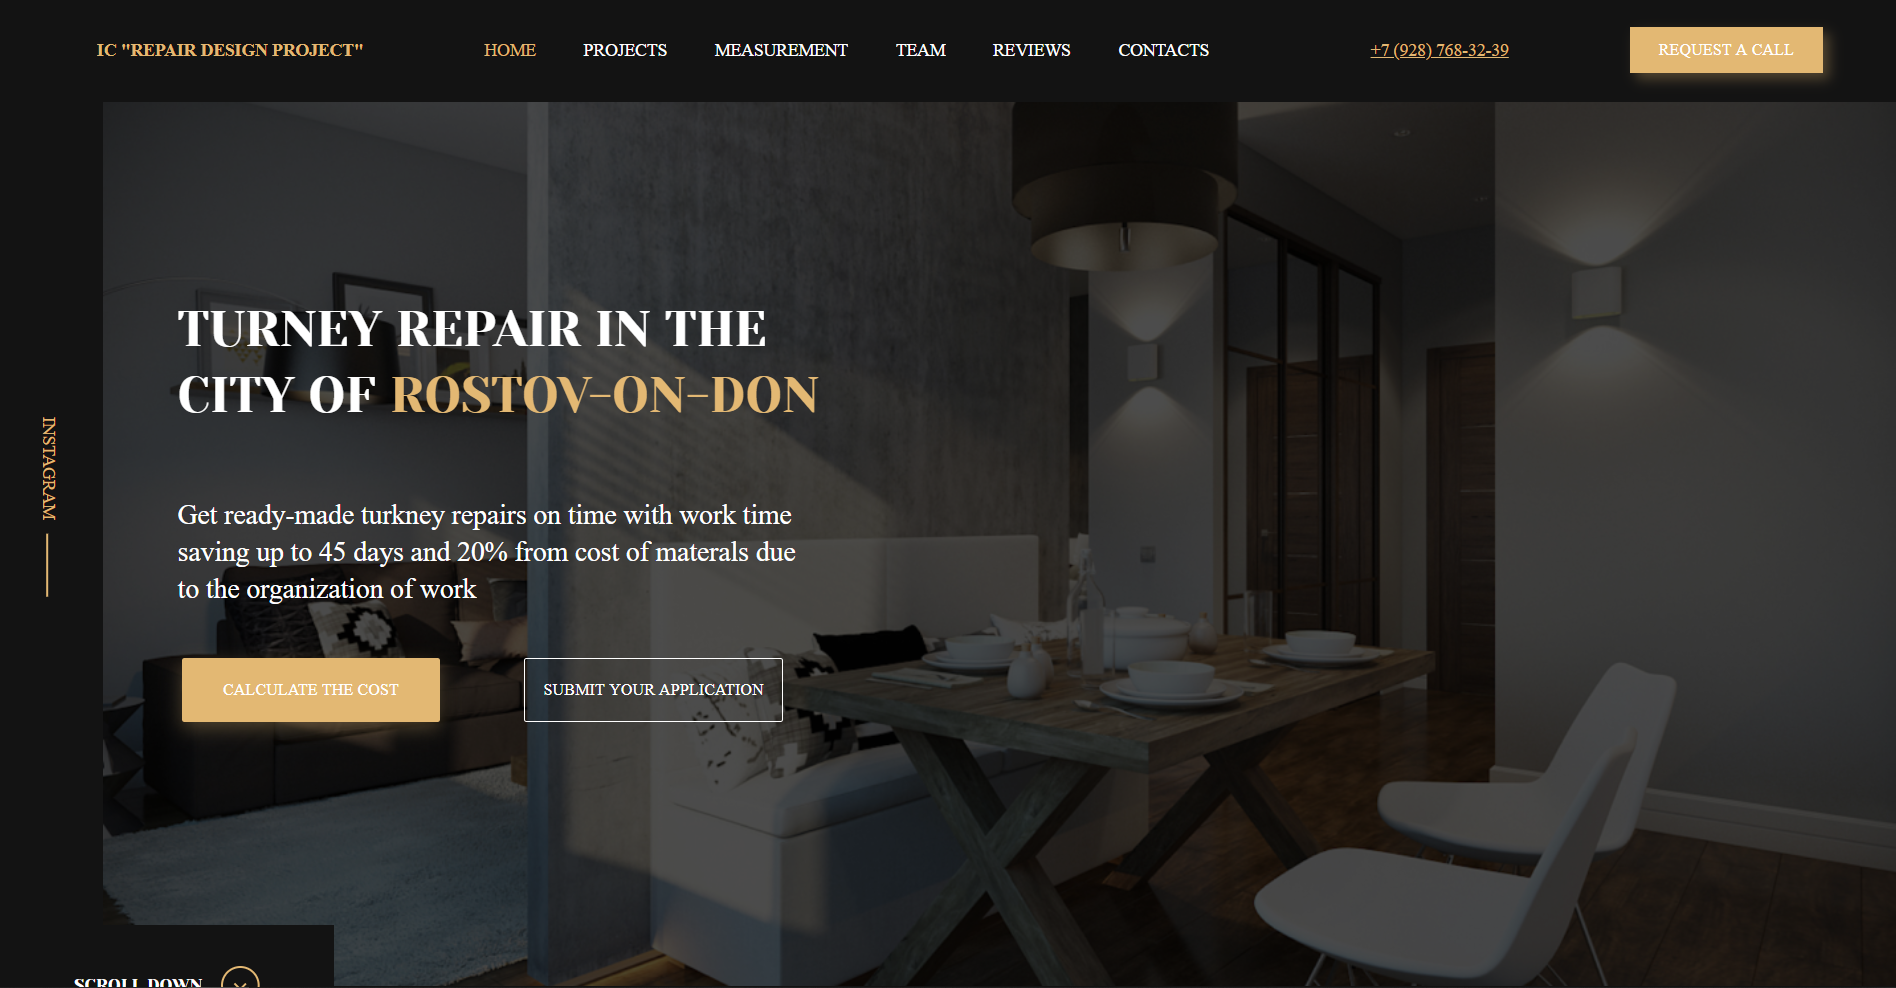 IC "REPAIR DESIGN PROJECT"
HOME
PROJECTS
MEASUREMENT
TEAM
REVIEWS
CONTACTS
+7 (928) 768-32-39
REQUEST A CALL
TURNEY REPAIR IN THE
CITY OF ROSTOV-ON-DON
INSTAGRAM
Get ready-made turkney repairs on time with work time
saving up to 45 days and 20% from cost of materals due
to the organization of work
CALCULATE THE COST
SUBMIT YOUR APPLICATION
SCROLL DOWN